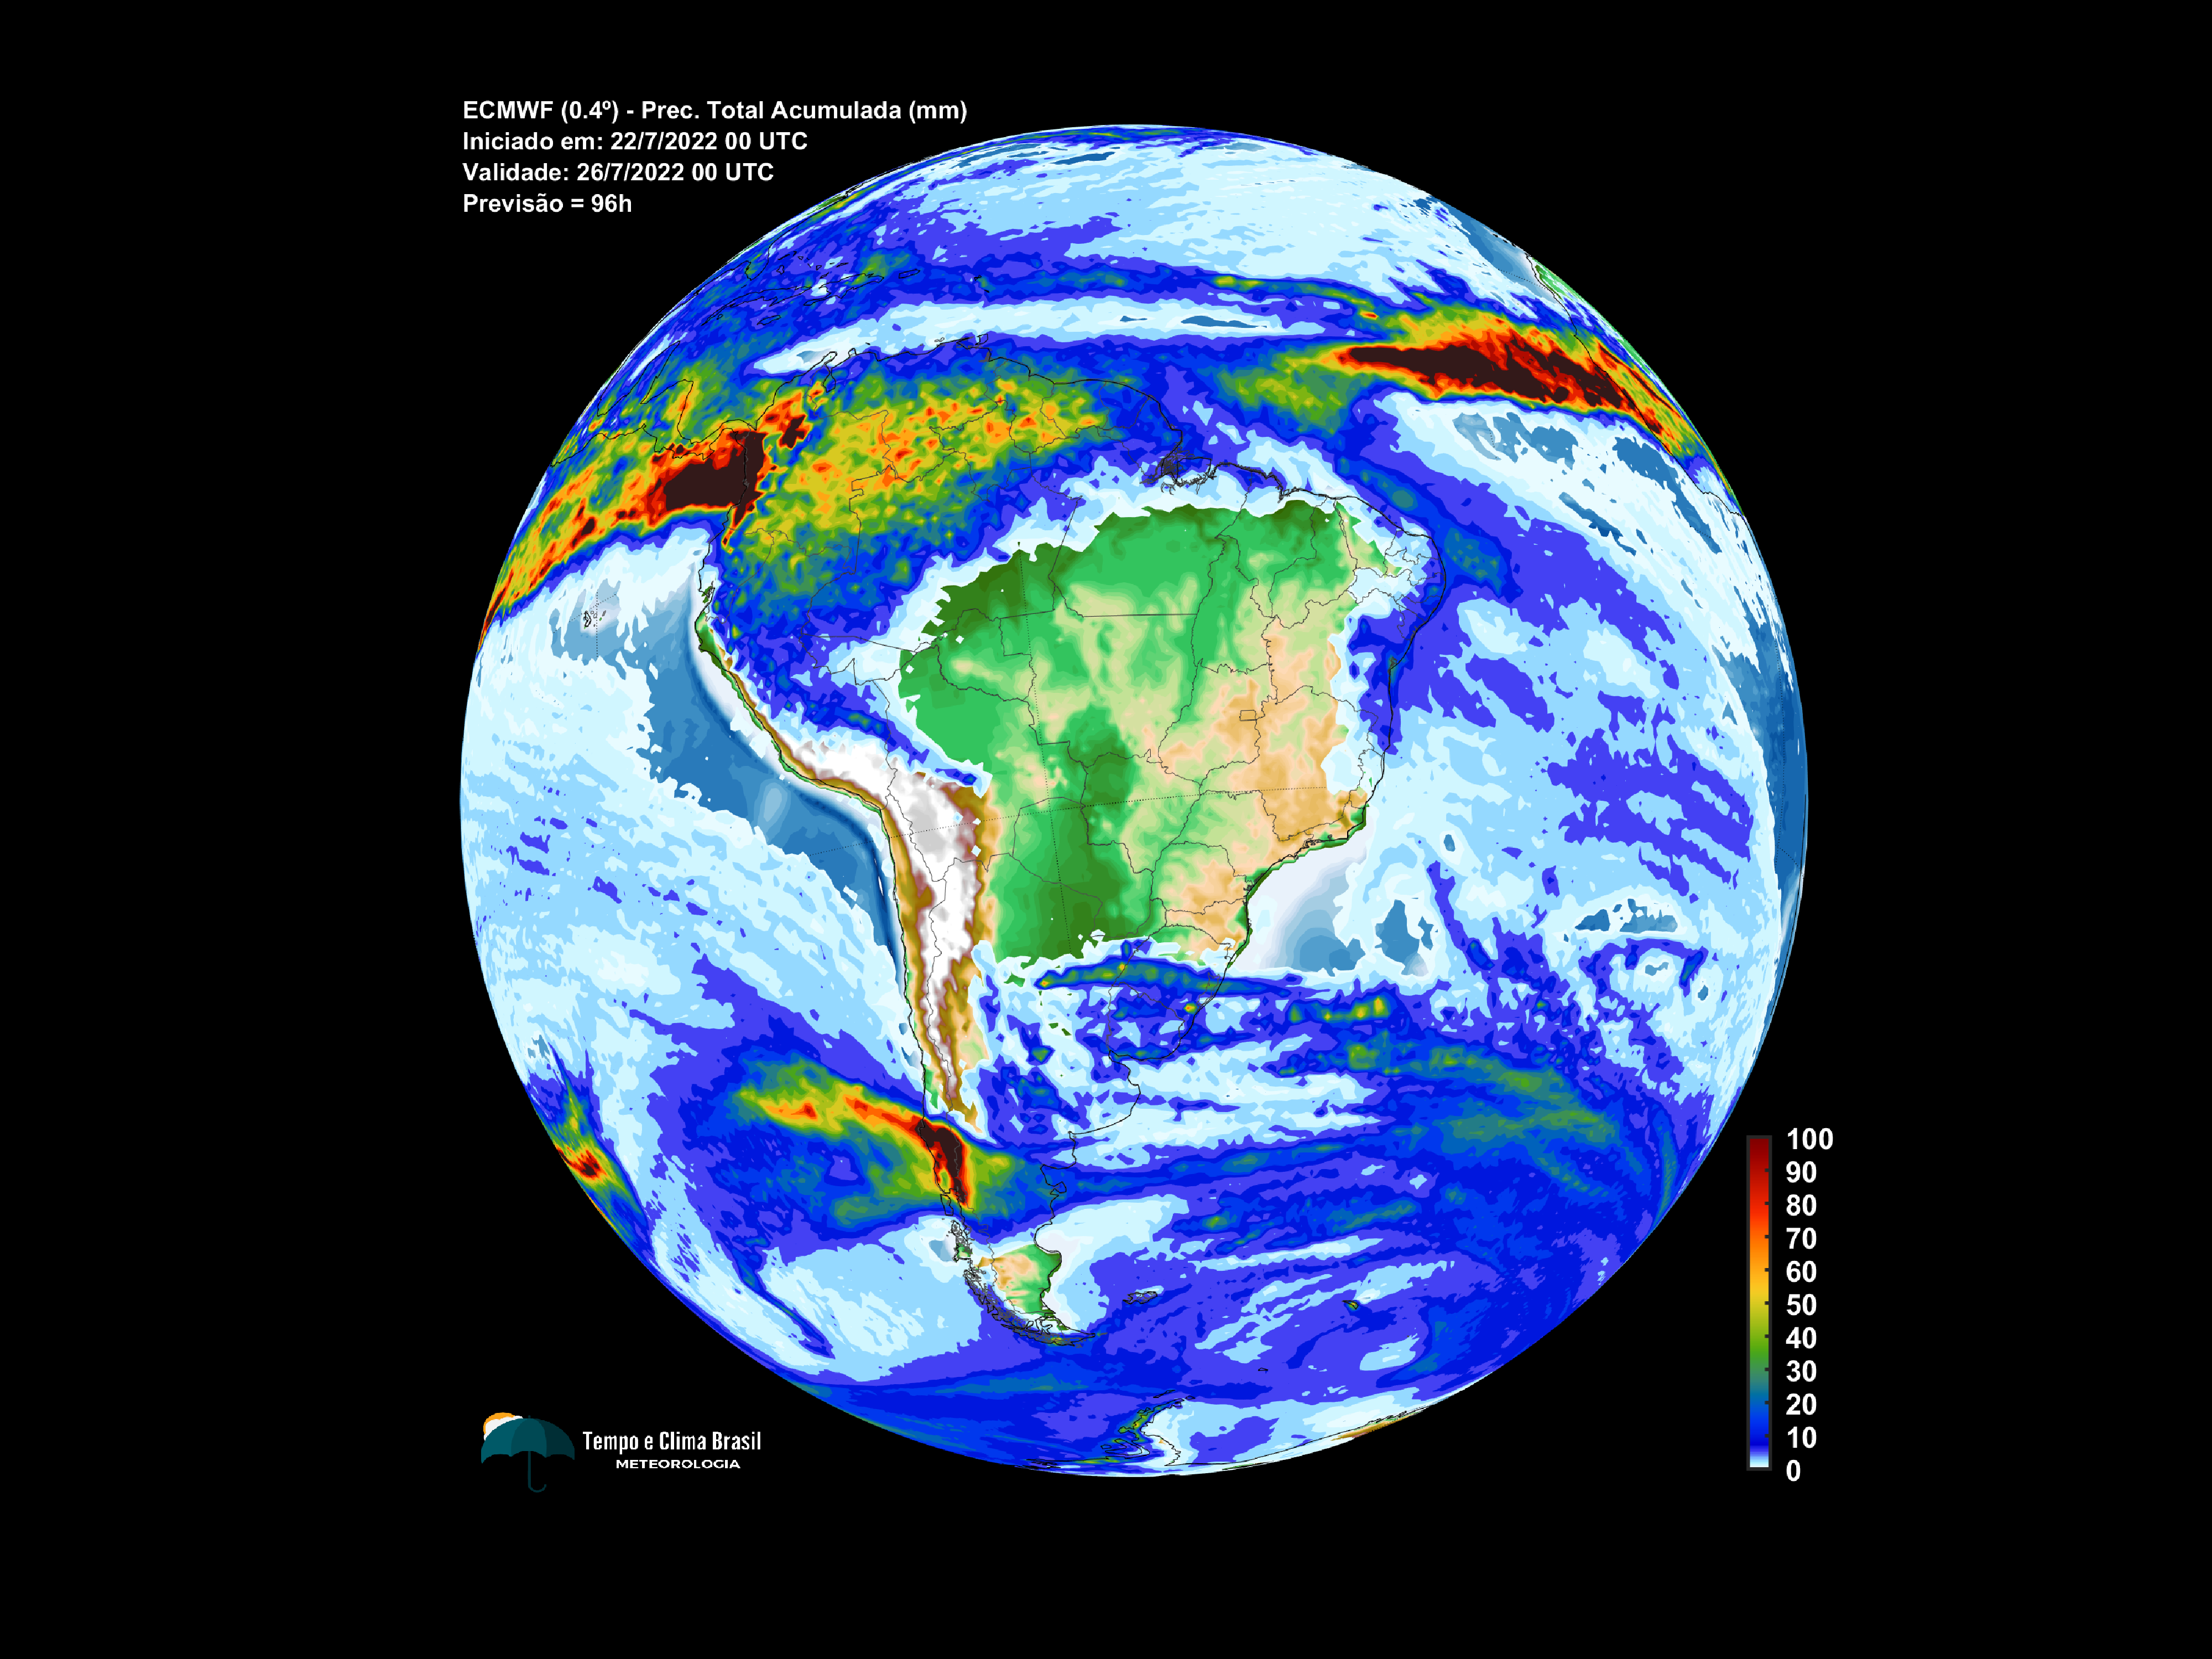 ECMWF (0.4º) - Prec. Total Acumulada (mm)
Iniciado em: 22/7/2022 00 UTC
Validade: 26/7/2022 00 UTC
Previsão = 96h
100
90
80
70
60
50
40
30
20
10
0
Tempo e Clima Brasil
METEOROLOGIA